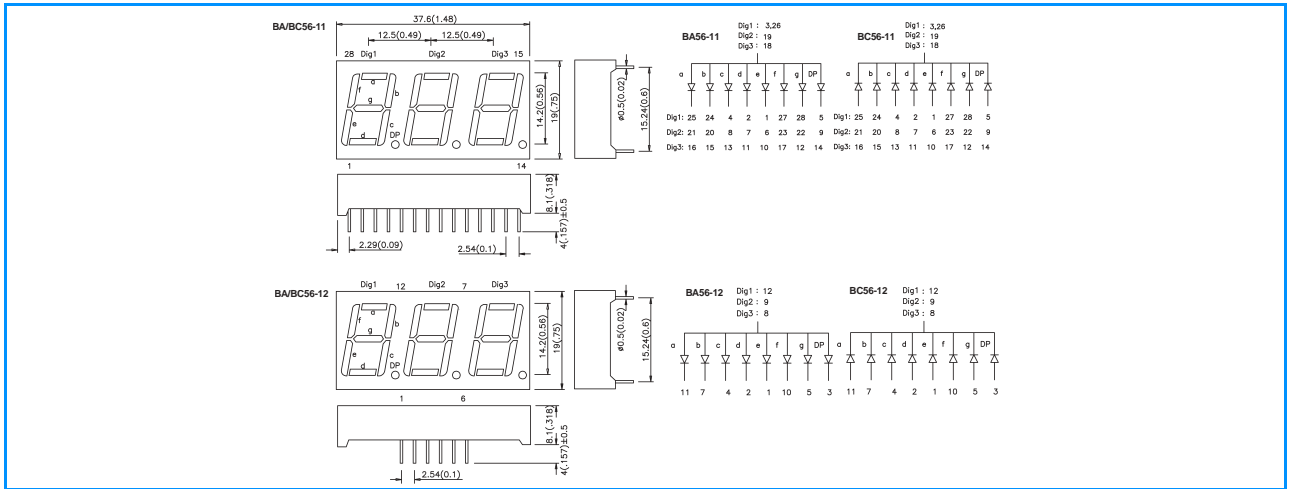 BA/BC56-11
37.6(1.48)
12.5(0.49) 12.5(0.49)
28 Dig1 Dig2 Dig3 15
a
f b
g
e c
d DP
1 14
14.2(0.56)
19(.75)
ø0.5(0.02)
15.24(0.6)
8.1(.318)
4(.157)±0.5
2.29(0.09) 2.54(0.1)
BA56-11
Dig1 : 3,26
Dig2 : 19
Dig3 : 18
a b c d e f g DP
Dig1: 25 24 4 2 1 27 28 5
Dig2: 21 20 8 7 6 23 22 9
Dig3: 16 15 13 11 10 17 12 14
BC56-11
Dig1 : 3,26
Dig2 : 19
Dig3 : 18
a b c d e f g DP
Dig1: 25 24 4 2 1 27 28 5
Dig2: 21 20 8 7 6 23 22 9
Dig3: 16 15 13 11 10 17 12 14
BA/BC56-12
Dig1 12 Dig2 7 Dig3
a
f b
g
e c
d DP
1 6
14.2(0.56)
19(.75)
ø0.5(0.02)
15.24(0.6)
8.1(.318)
4(.157)±0.5
2.54(0.1)
BA56-12
Dig1 : 12
Dig2 : 9
Dig3 : 8
a b c d e f g DP
11 7 4 2 1 10 5 3
BC56-12
Dig1 : 12
Dig2 : 9
Dig3 : 8
a b c d e f g DP
11 7 4 2 1 10 5 3